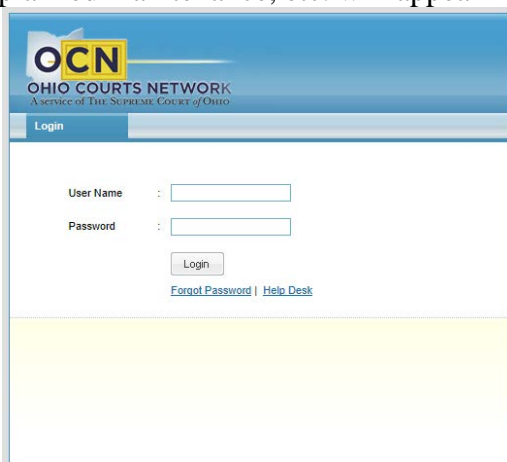 OCN
OHIO COURTS NETWORK
A service of THE SUPREME COURT of OHIO
Login
User Name :
Password :
Login
Forgot Password | Help Desk